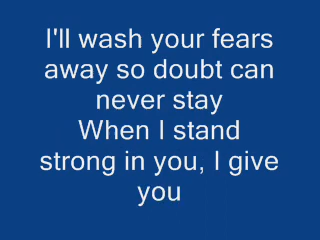 I'll wash your fears
away so doubt can
never stay
When I stand
strong in you, I give
you